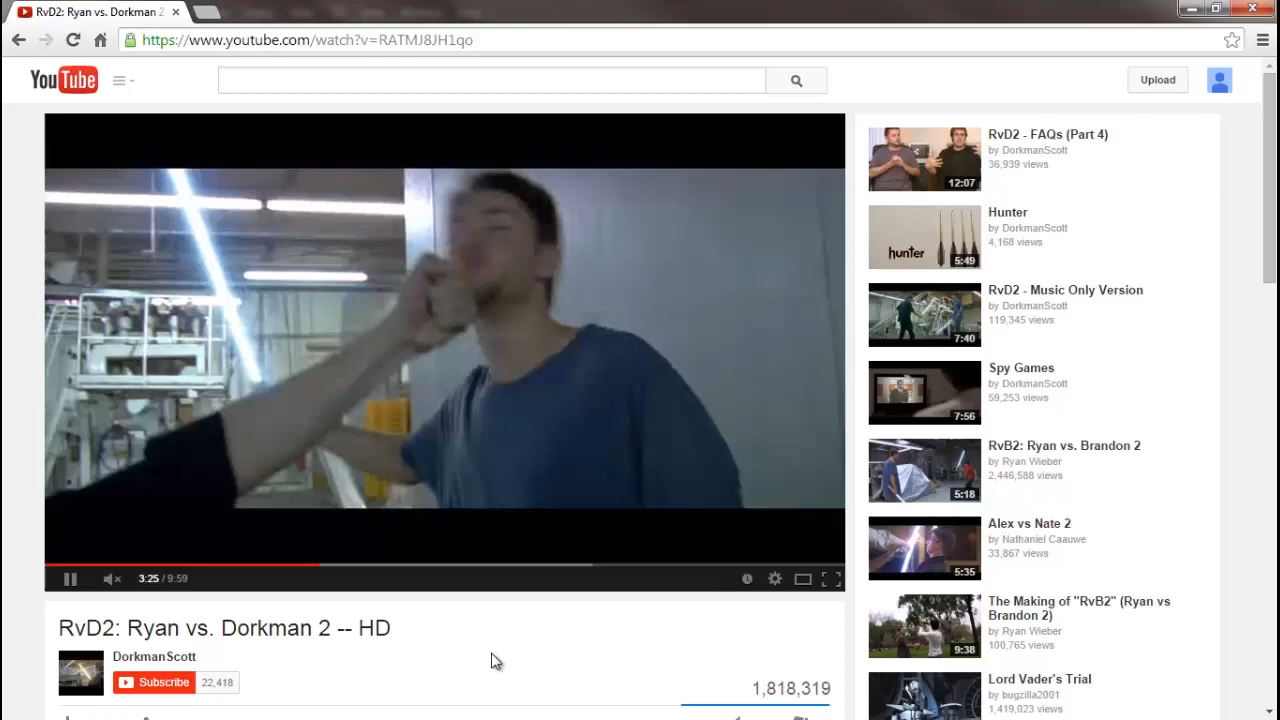 RvD2: Ryan vs. Dorkman 2
https://www.youtube.com/watch?v=RATMJ8JH1qo
YouTube
Upload
3:25 / 9:59
RvD2: Ryan vs. Dorkman 2 -- HD
DorkmanScott
Subscribe 22,418
1,818,319
12:07
RvD2 - FAQs (Part 4)
by DorkmanScott
36,939 views
hunter
5:49
Hunter
by DorkmanScott
4,168 views
7:40
RvD2 - Music Only Version
by DorkmanScott
119,345 views
7:56
Spy Games
by DorkmanScott
59,253 views
5:18
RvB2: Ryan vs. Brandon 2
by Ryan Wieber
2,446,588 views
5:35
Alex vs Nate 2
by Nathaniel Caauwe
33,867 views
9:38
The Making of "RvB2" (Ryan vs
Brandon 2)
by Ryan Wieber
100,765 views
Lord Vader's Trial
by bugzilla2001
1,419,023 views